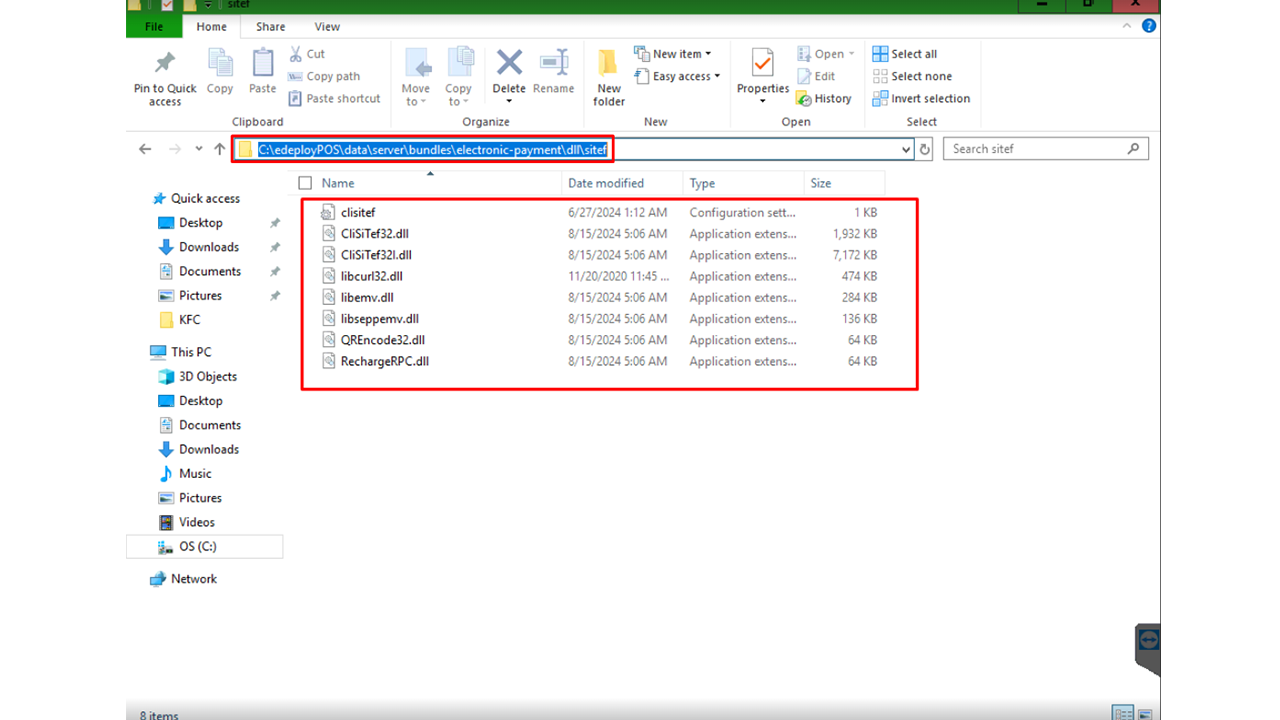 sitef
File Home Share View
Pin to Quick access
Copy
Paste
Cut
Copy path
Paste shortcut
Clipboard
Move to
Copy to
Delete
Rename
Organize
New folder
New item
Easy access
New
Properties
Open
Edit
History
Open
Select all
Select none
Invert selection
Select
C:\edeployPOS\data\server\bundles\electronic-payment\dll\sitef
Search sitef
Quick access
Desktop
Downloads
Documents
Pictures
KFC
This PC
3D Objects
Desktop
Documents
Downloads
Music
Pictures
Videos
OS (C:)
Network
Name Date modified Type Size
clisitef 6/27/2024 1:12 AM Configuration sett... 1 KB
CliSiTef32.dll 8/15/2024 5:06 AM Application extens... 1,932 KB
CliSiTef32I.dll 8/15/2024 5:06 AM Application extens... 7,172 KB
libcurl32.dll 11/20/2020 11:45 ... Application extens... 474 KB
libemv.dll 8/15/2024 5:06 AM Application extens... 284 KB
libseppemv.dll 8/15/2024 5:06 AM Application extens... 136 KB
QREncode32.dll 8/15/2024 5:06 AM Application extens... 64 KB
RechargeRPC.dll 8/15/2024 5:06 AM Application extens... 64 KB
8 items